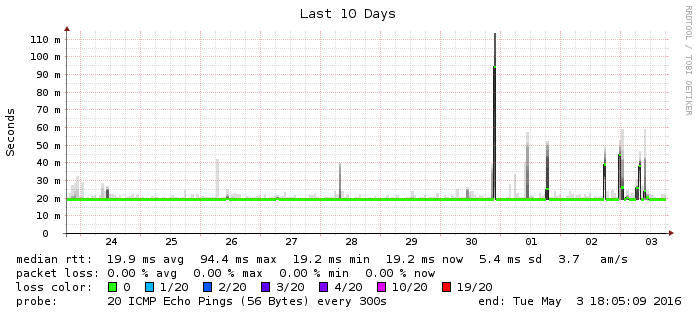 Last 10 Days
RRDTOOL / TOBI OETIKER
Seconds
110 m
100 m
90 m
80 m
70 m
60 m
50 m
40 m
30 m
20 m
10 m
0
24 25 26 27 28 29 30 01 02 03
median rtt: 19.9 ms avg 94.4 ms max 19.2 ms min 19.2 ms now 5.4 ms sd 3.7 am/s
packet loss: 0.00 % avg 0.00 % max 0.00 % min 0.00 % now
loss color: 0 1/20 2/20 3/20 4/20 10/20 19/20
probe: 20 ICMP Echo Pings (56 Bytes) every 300s end: Tue May 3 18:05:09 2016